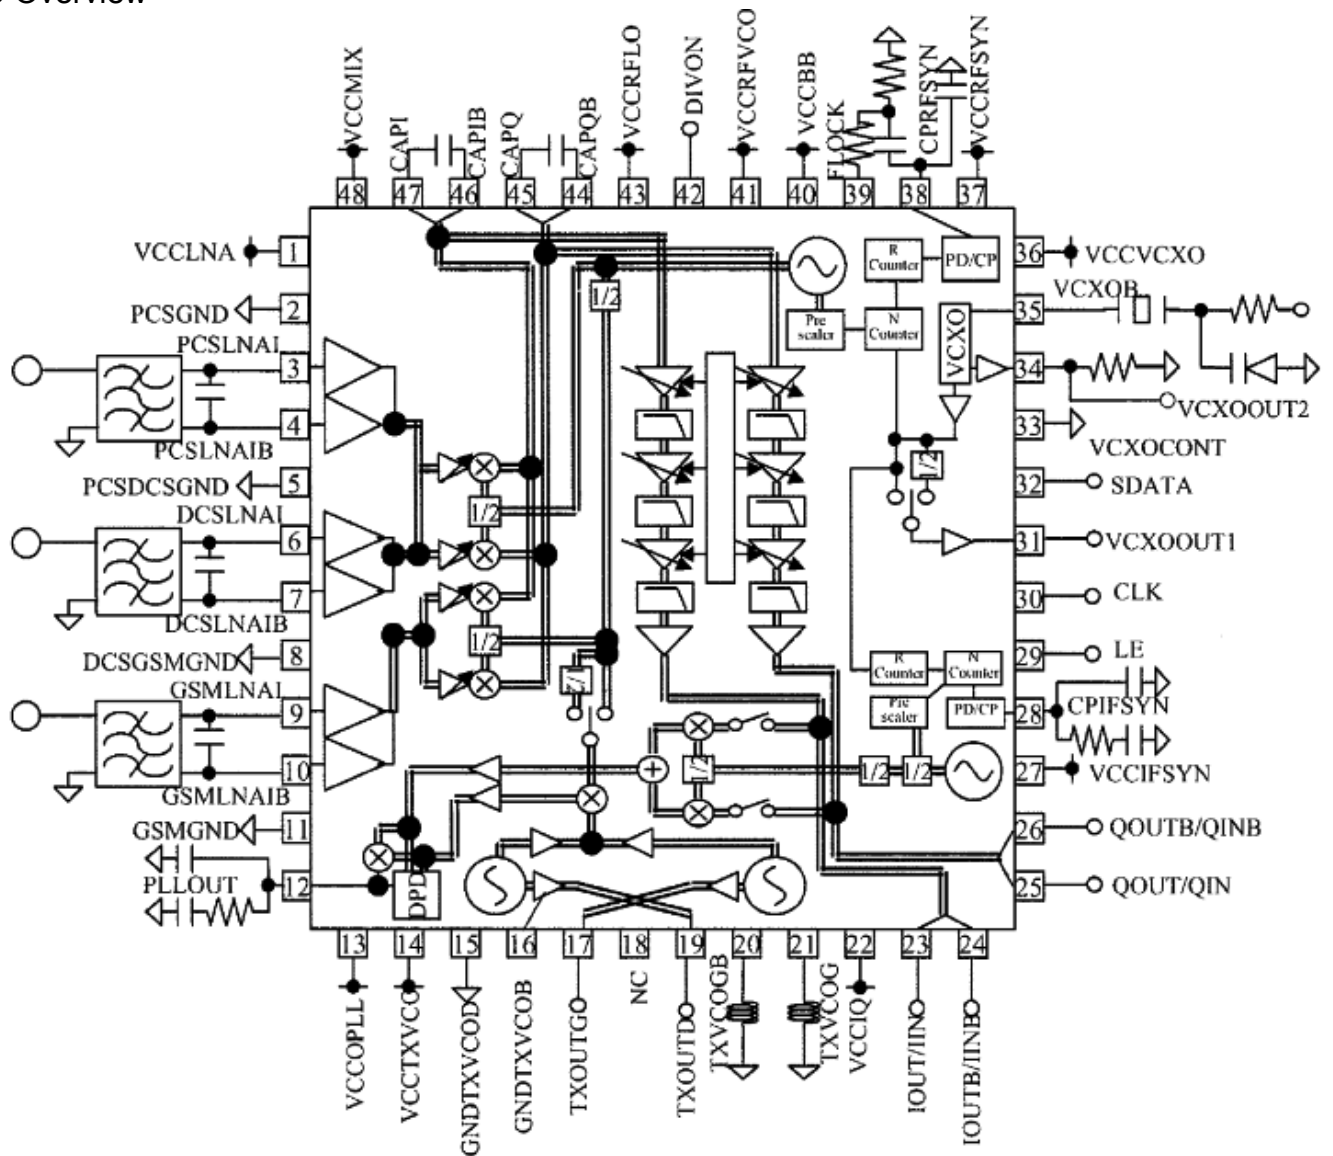 Overview
VCCMIX
CAPI
CAPIB
CAPQ
CAPQB
VCCRFLO
DIVON
VCCRFVCO
VCCBB
FLOCK
CPRFSYN
VCCRFSYN
48
47
46
45
44
43
42
41
40
39
38
37
VCCLNA
1
PCSGND
2
PCSLNAI
3
4
PCSLNAIB
PCSDCSGND
5
DCSLNAI
6
7
DCSLNAIB
DCSGSMGND
8
GSMLNAI
9
10
GSMLNAIB
GSMGND
11
PLLOUT
12
1/2
1/2
1/2
1/2
R
Counter
PD/CP
Pre
scaler
N
Counter
VCXO
1/2
R
Counter
N
Counter
Pre
scaler
PD/CP
1/2
1/2
1/2
DPD
36
VCCVCXO
VCXOB
35
34
VCXOOUT2
33
VCXOCONT
32
SDATA
31
VCXOOUT1
30
CLK
29
LE
28
CPIFSYN
27
VCCIFSYN
26
QOUTB/QINB
25
QOUT/QIN
13
14
15
16
17
18
19
20
21
22
23
24
VCCOPLL
VCCTXVCO
GNDTXVCOD
GNDTXVCOB
TXOUTG
NC
TXOUTD
TXVCOGB
TXVCOG
VCCIQ
IOUT/IIN
IOUTB/IINB